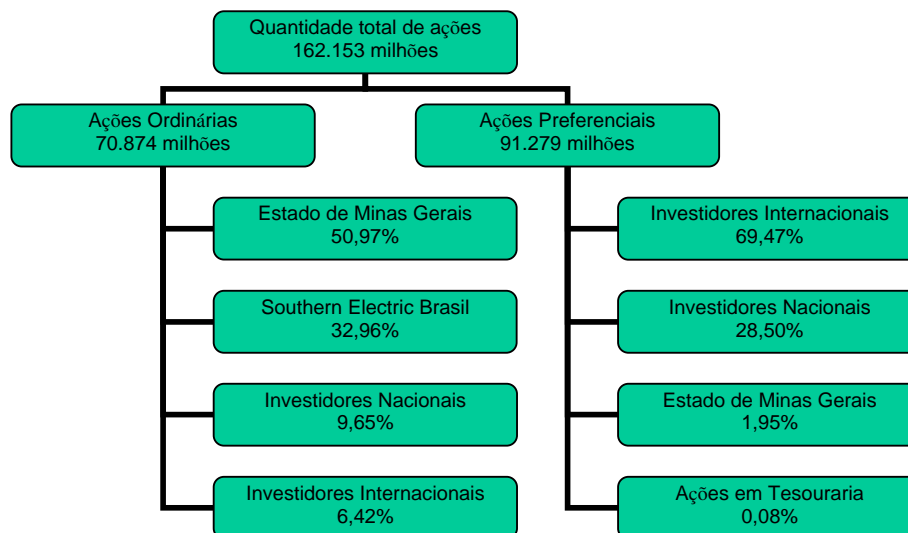 Quantidade total de ações
162.153 milhões
Ações Ordinárias
70.874 milhões
Ações Preferenciais
91.279 milhões
Estado de Minas Gerais
50,97%
Investidores Internacionais
69,47%
Southern Electric Brasil
32,96%
Investidores Nacionais
28,50%
Investidores Nacionais
9,65%
Estado de Minas Gerais
1,95%
Investidores Internacionais
6,42%
Ações em Tesouraria
0,08%